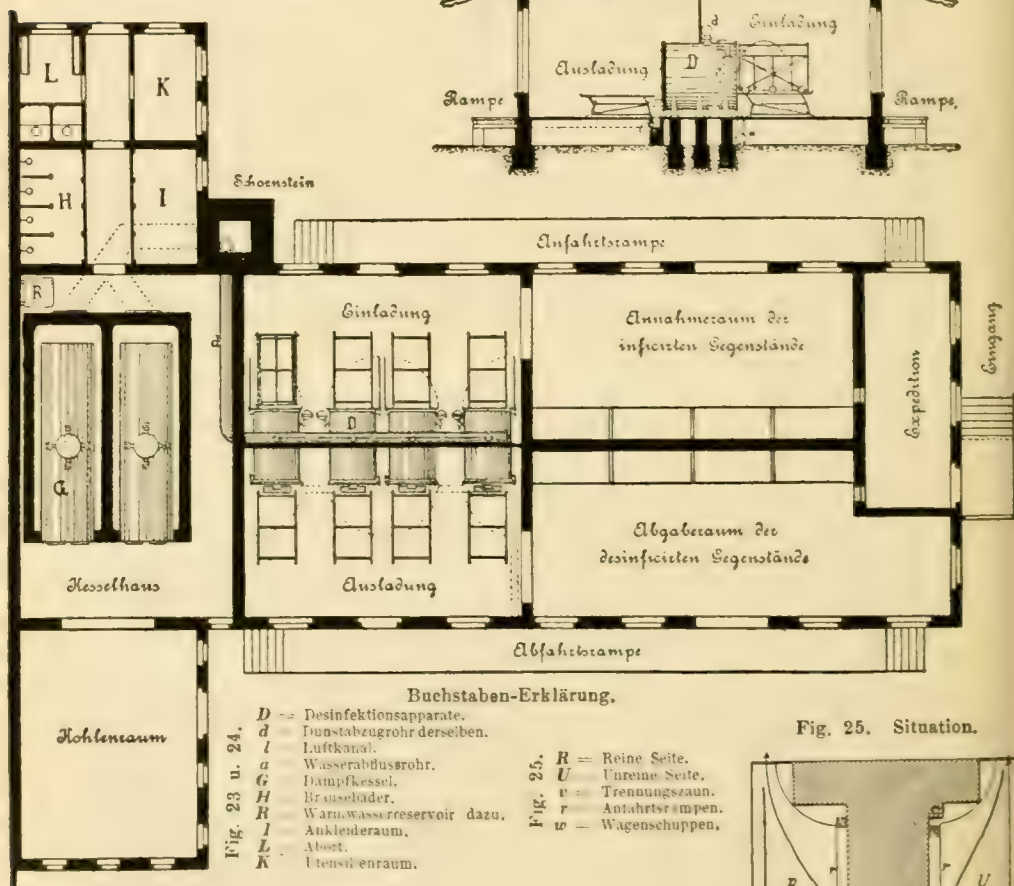 d
Einladung
Ausladung
D
Rampe
Rampe.
L
K
H
I
Schornstein
Anfahrtsrampe
R
Einladung
Annahmeraum der
inficirten Gegenstände
Expedition
Eingang
D
G
Abgaberaum der
desinficirten Gegenstände
Kesselhaus
Ausladung
Abfahrtsrampe
Kohlenraum
Buchstaben-Erklärung.
Fig. 23 u. 24.
D = Desinfektionsapparate.
d Dunstabzugrohr derselben.
l Luftkanal.
a Wasserabflussrohr.
G Dampfkessel.
H Brausebäder.
R Warmwasserreservoir dazu.
I Ankleideraum.
L Abort.
K Utensilienraum.
Fig. 25.
R = Reine Seite.
U Unreine Seite.
v = Trennungszaun.
r Anfahrtsrampen.
w = Wagenschuppen.
Fig. 25. Situation.
R
r
r
U